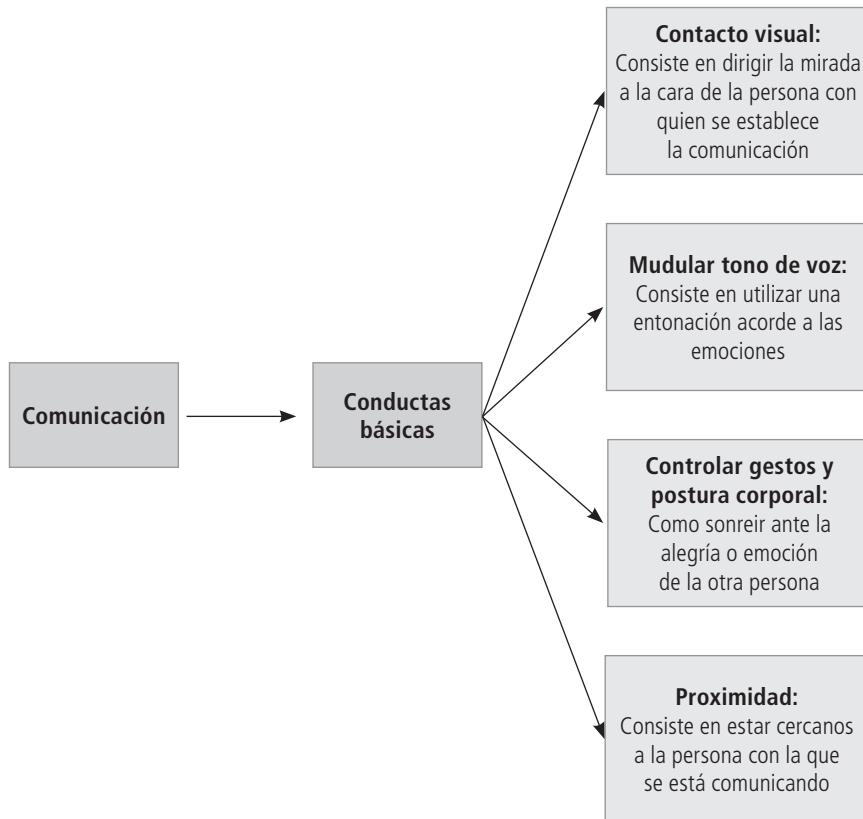 Comunicación
Conductas
básicas
Contacto visual:
Consiste en dirigir la mirada
a la cara de la persona con
quien se establece
la comunicación
Mudular tono de voz:
Consiste en utilizar una
entonación acorde a las
emociones
Controlar gestos y
postura corporal:
Como sonreir ante la
alegría o emoción
de la otra persona
Proximidad:
Consiste en estar cercanos
a la persona con la que
se está comunicando